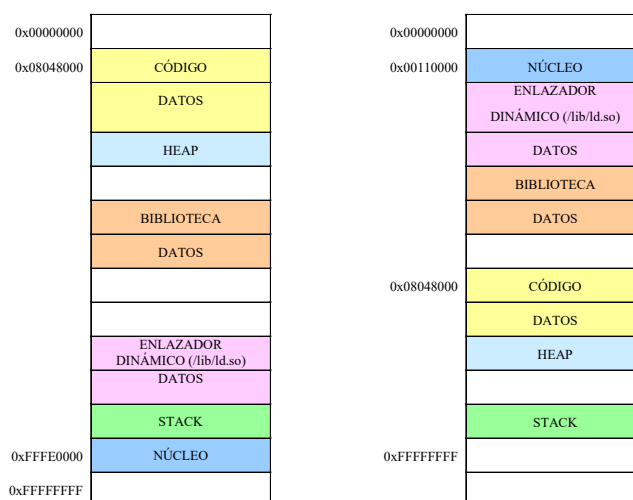 0x00000000
0x08048000
CÓDIGO
DATOS
HEAP
BIBLIOTECA
DATOS
ENLAZADOR
DINÁMICO (/lib/ld.so)
DATOS
STACK
0xFFFE0000
NÚCLEO
0xFFFFFFFF
0x00000000
0x00110000
NÚCLEO
ENLAZADOR
DINÁMICO (/lib/ld.so)
DATOS
BIBLIOTECA
DATOS
0x08048000
CÓDIGO
DATOS
HEAP
STACK
0xFFFFFFFF